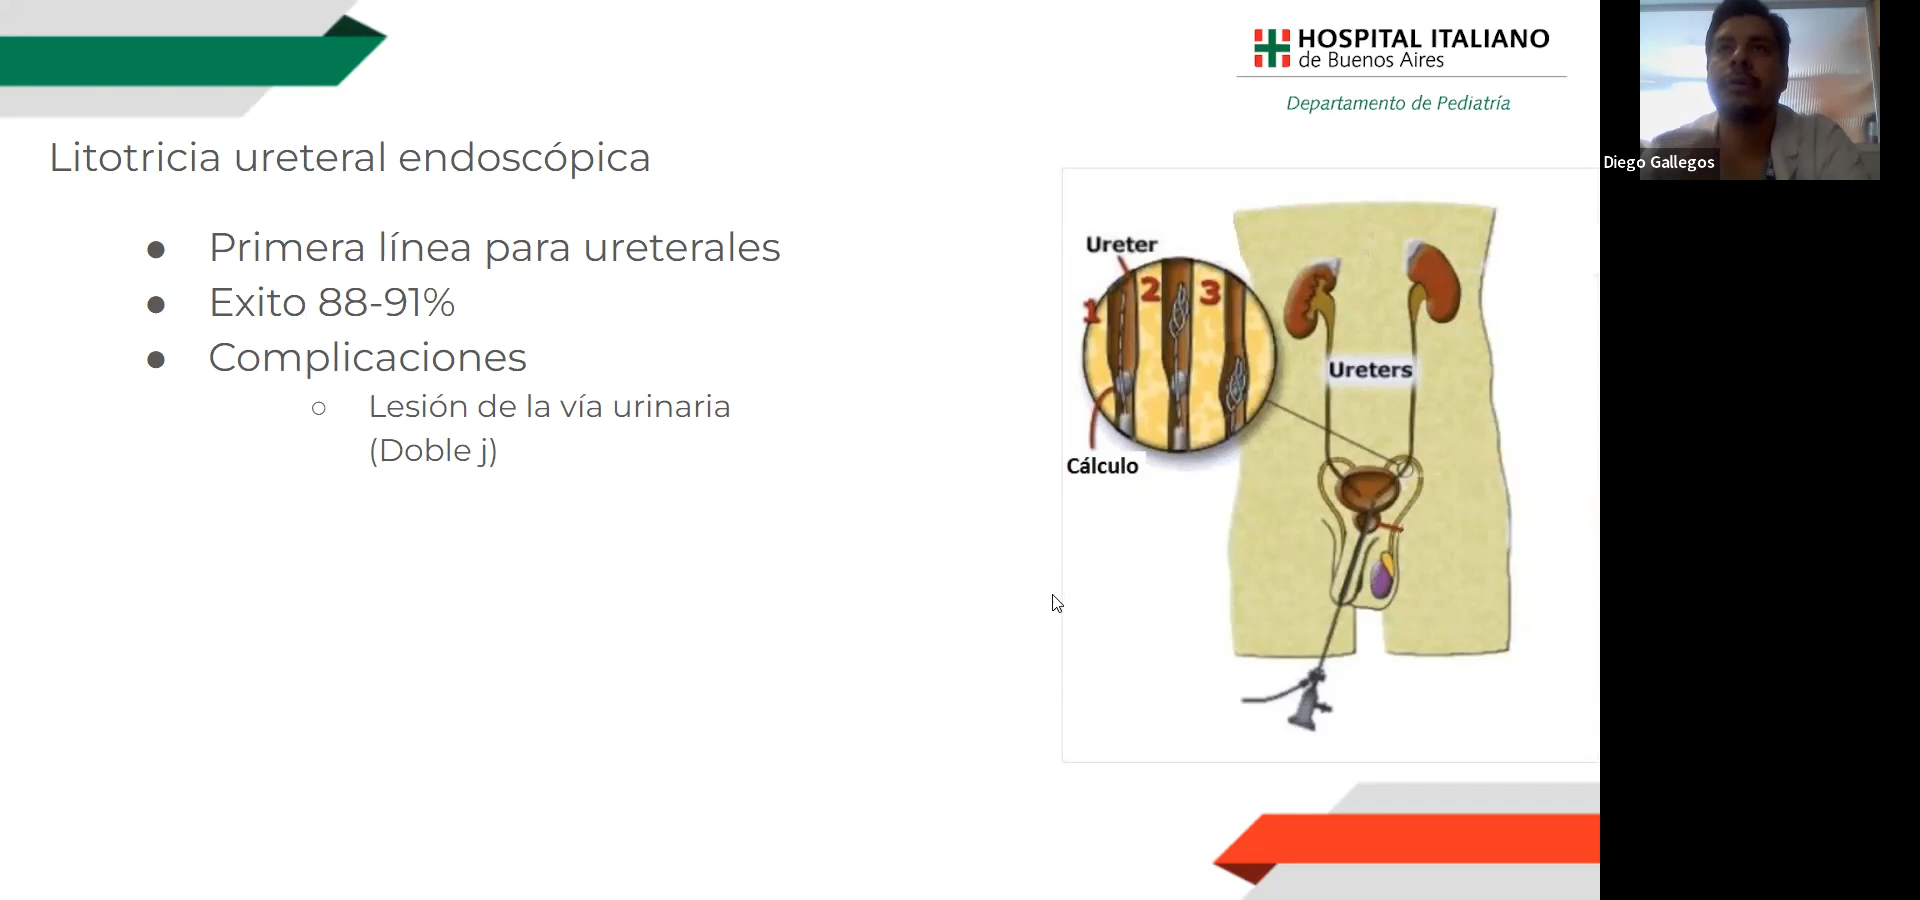 HOSPITAL ITALIANO
de Buenos Aires
Departamento de Pediatría
Diego Gallegos
Litotricia ureteral endoscópica
● Primera línea para ureterales
● Exito 88-91%
● Complicaciones
○ Lesión de la vía urinaria
(Doble j)
Ureter
1 2 3
Cálculo
Ureters